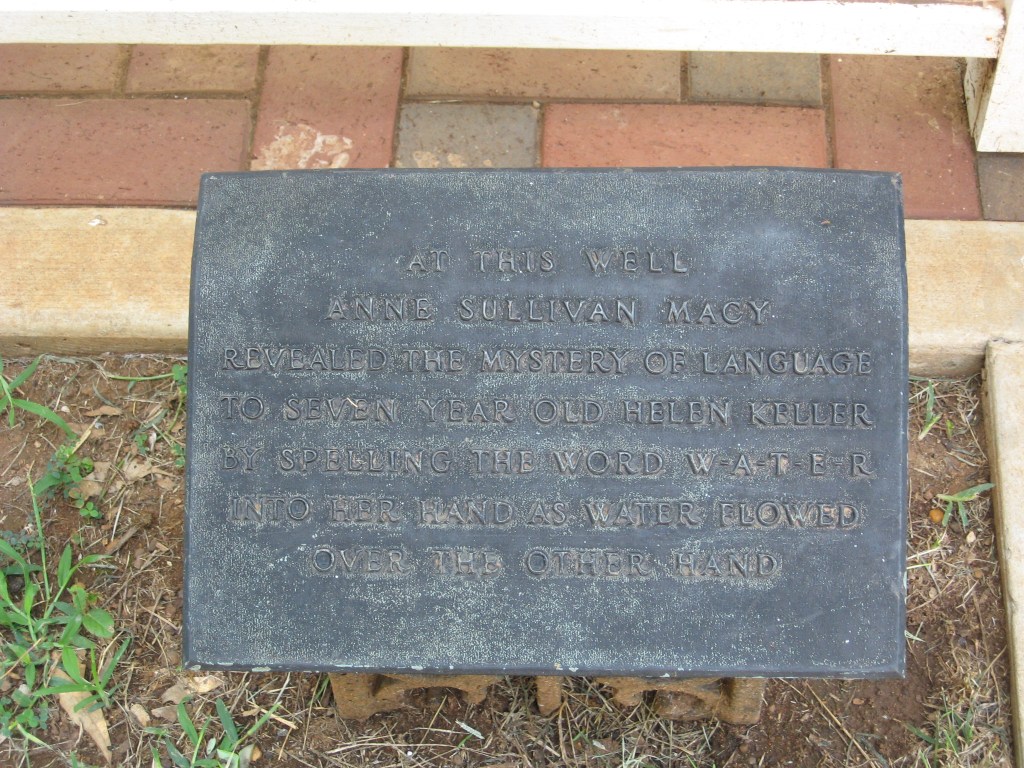 AT THIS WELL
ANNE SULLIVAN MACY
REVEALED THE MYSTERY OF LANGUAGE
TO SEVEN YEAR OLD HELEN KELLER
BY SPELLING THE WORD W-A-T-E-R
INTO HER HAND AS WATER FLOWED
OVER THE OTHER HAND